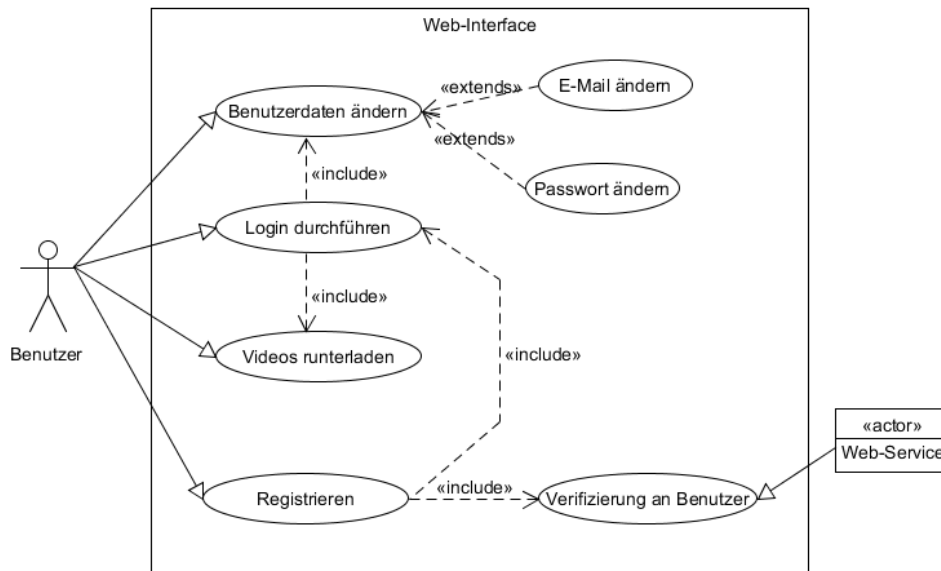 Web-Interface
«extends»
E-Mail ändern
Benutzerdaten ändern
«extends»
«include»
Passwort ändern
Login durchführen
«include»
Benutzer
Videos runterladen
«include»
«actor»
Web-Service
Registrieren
«include»
Verifizierung an Benutzer